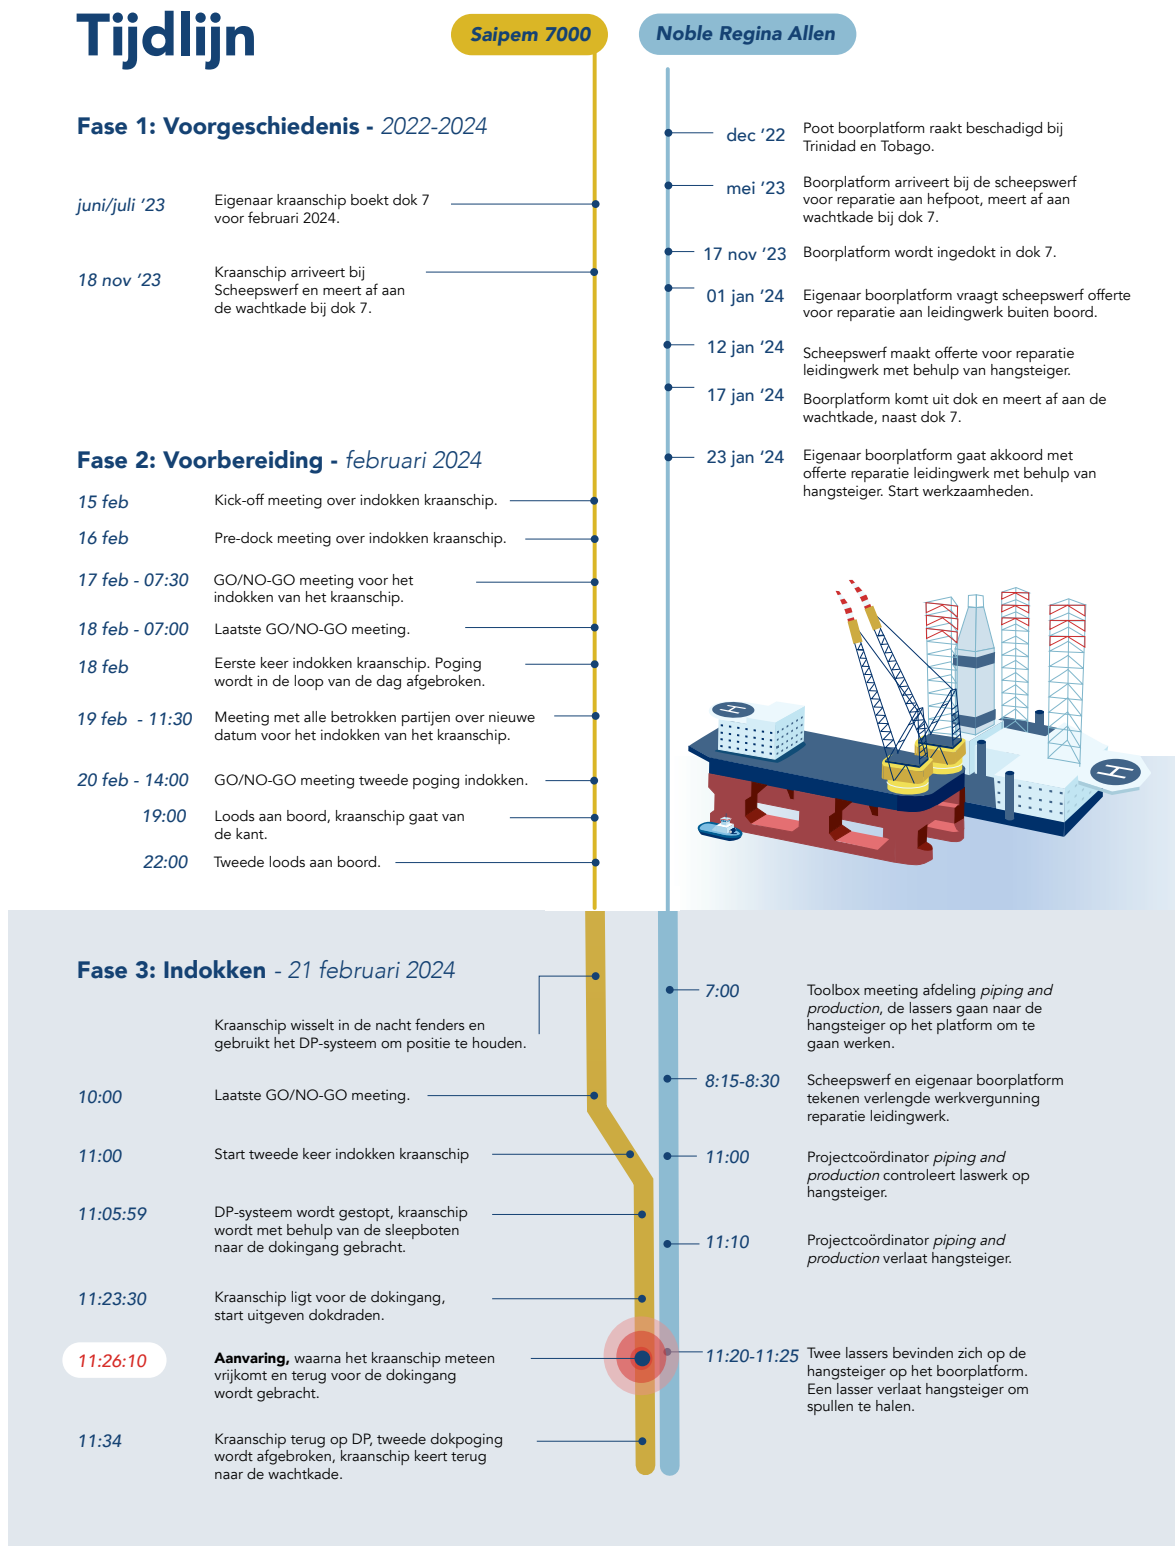 Tijdlijn
Saipem 7000
Noble Regina Allen
Fase 1: Voorgeschiedenis - 2022-2024
juni/juli ‘23
Eigenaar kraanschip boekt dok 7
voor februari 2024.
18 nov ‘23
Kraanschip arriveert bij
Scheepswerf en meert af aan
de wachtkade bij dok 7.
dec ‘22
Poot boorplatform raakt beschadigd bij
Trinidad en Tobago.
mei ‘23
Boorplatform arriveert bij de scheepswerf
voor reparatie aan hefpoot, meert af aan
wachtkade bij dok 7.
17 nov ‘23
Boorplatform wordt ingedokt in dok 7.
01 jan ‘24
Eigenaar boorplatform vraagt scheepswerf offerte
voor reparatie aan leidingwerk buiten boord.
12 jan ‘24
Scheepswerf maakt offerte voor reparatie
leidingwerk met behulp van hangsteiger.
17 jan ‘24
Boorplatform komt uit dok en meert af aan de
wachtkade, naast dok 7.
23 jan ‘24
Eigenaar boorplatform gaat akkoord met
offerte reparatie leidingwerk met behulp van
hangsteiger. Start werkzaamheden.
Fase 2: Voorbereiding - februari 2024
15 feb
Kick-off meeting over indokken kraanschip.
16 feb
Pre-dock meeting over indokken kraanschip.
17 feb - 07:30
GO/NO-GO meeting voor het
indokken van het kraanschip.
18 feb - 07:00
Laatste GO/NO-GO meeting.
18 feb
Eerste keer indokken kraanschip. Poging
wordt in de loop van de dag afgebroken.
19 feb  - 11:30
Meeting met alle betrokken partijen over nieuwe
datum voor het indokken van het kraanschip.
20 feb - 14:00
GO/NO-GO meeting tweede poging indokken.
19:00
Loods aan boord, kraanschip gaat van
de kant.
22:00
Tweede loods aan boord.
H
H
Fase 3: Indokken - 21 februari 2024
Kraanschip wisselt in de nacht fenders en
gebruikt het DP-systeem om positie te houden.
10:00
Laatste GO/NO-GO meeting.
11:00
Start tweede keer indokken kraanschip
11:05:59
DP-systeem wordt gestopt, kraanschip
wordt met behulp van de sleepboten
naar de dokingang gebracht.
11:23:30
Kraanschip ligt voor de dokingang,
start uitgeven dokdraden.
11:26:10
Aanvaring, waarna het kraanschip meteen
vrijkomt en terug voor de dokingang
wordt gebracht.
11:34
Kraanschip terug op DP, tweede dokpoging
wordt afgebroken, kraanschip keert terug
naar de wachtkade.
7:00
Toolbox meeting afdeling piping and
production, de lassers gaan naar de
hangsteiger op het platform om te
gaan werken.
8:15-8:30
Scheepswerf en eigenaar boorplatform
tekenen verlengde werkvergunning
reparatie leidingwerk.
11:00
Projectcoördinator piping and
production controleert laswerk op
hangsteiger.
11:10
Projectcoördinator piping and
production verlaat hangsteiger.
11:20-11:25
Twee lassers bevinden zich op de
hangsteiger op het boorplatform.
Een lasser verlaat hangsteiger om
spullen te halen.